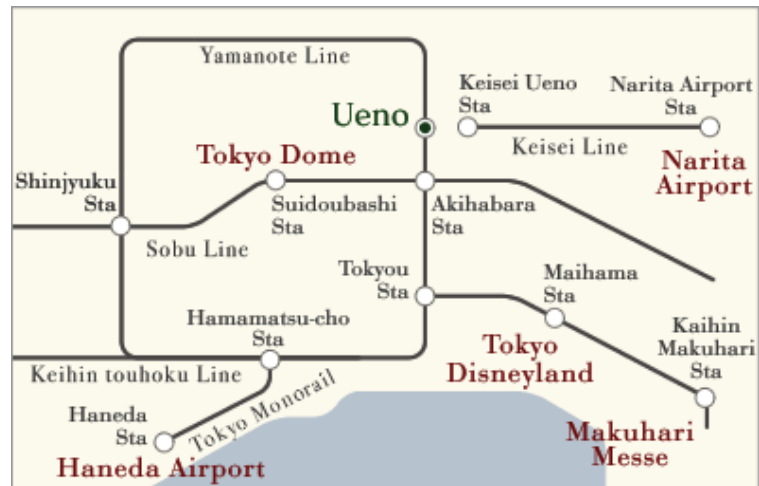 Yamanote Line
Keisei Ueno
Sta
Narita Airport
Sta
Ueno
Keisei Line
Tokyo Dome
Narita
Airport
Shinjyuku
Sta
Suidoubashi
Sta
Akihabara
Sta
Sobu Line
Tokyou
Sta
Maihama
Sta
Hamamatsu-cho
Sta
Kaihin
Makuhari
Sta
Tokyo
Disneyland
Keihin touhoku Line
Tokyo Monorail
Haneda
Sta
Haneda Airport
Makuhari
Messe